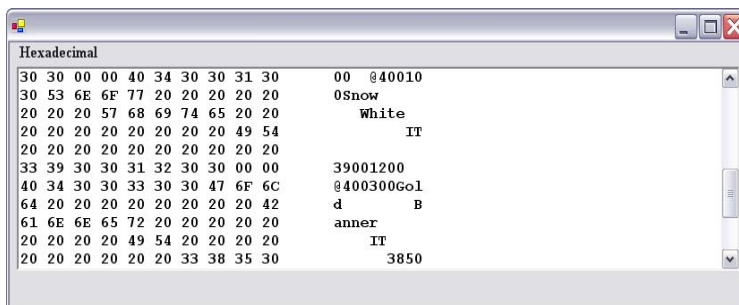 Hexadecimal
30 30 00 00 40 34 30 30 31 30 00 @40010
30 53 6E 6F 77 20 20 20 20 20 0Snow
20 20 20 57 68 69 74 65 20 20 White
20 20 20 20 20 20 20 20 49 54 IT
20 20 20 20 20 20 20 20 20 20
33 39 30 30 31 32 30 30 00 00 39001200
40 34 30 30 33 30 30 47 6F 6C @400300Gol
64 20 20 20 20 20 20 20 20 42 d B
61 6E 6E 65 72 20 20 20 20 20 anner
20 20 20 20 49 54 20 20 20 20 IT
20 20 20 20 20 20 33 38 35 30 3850